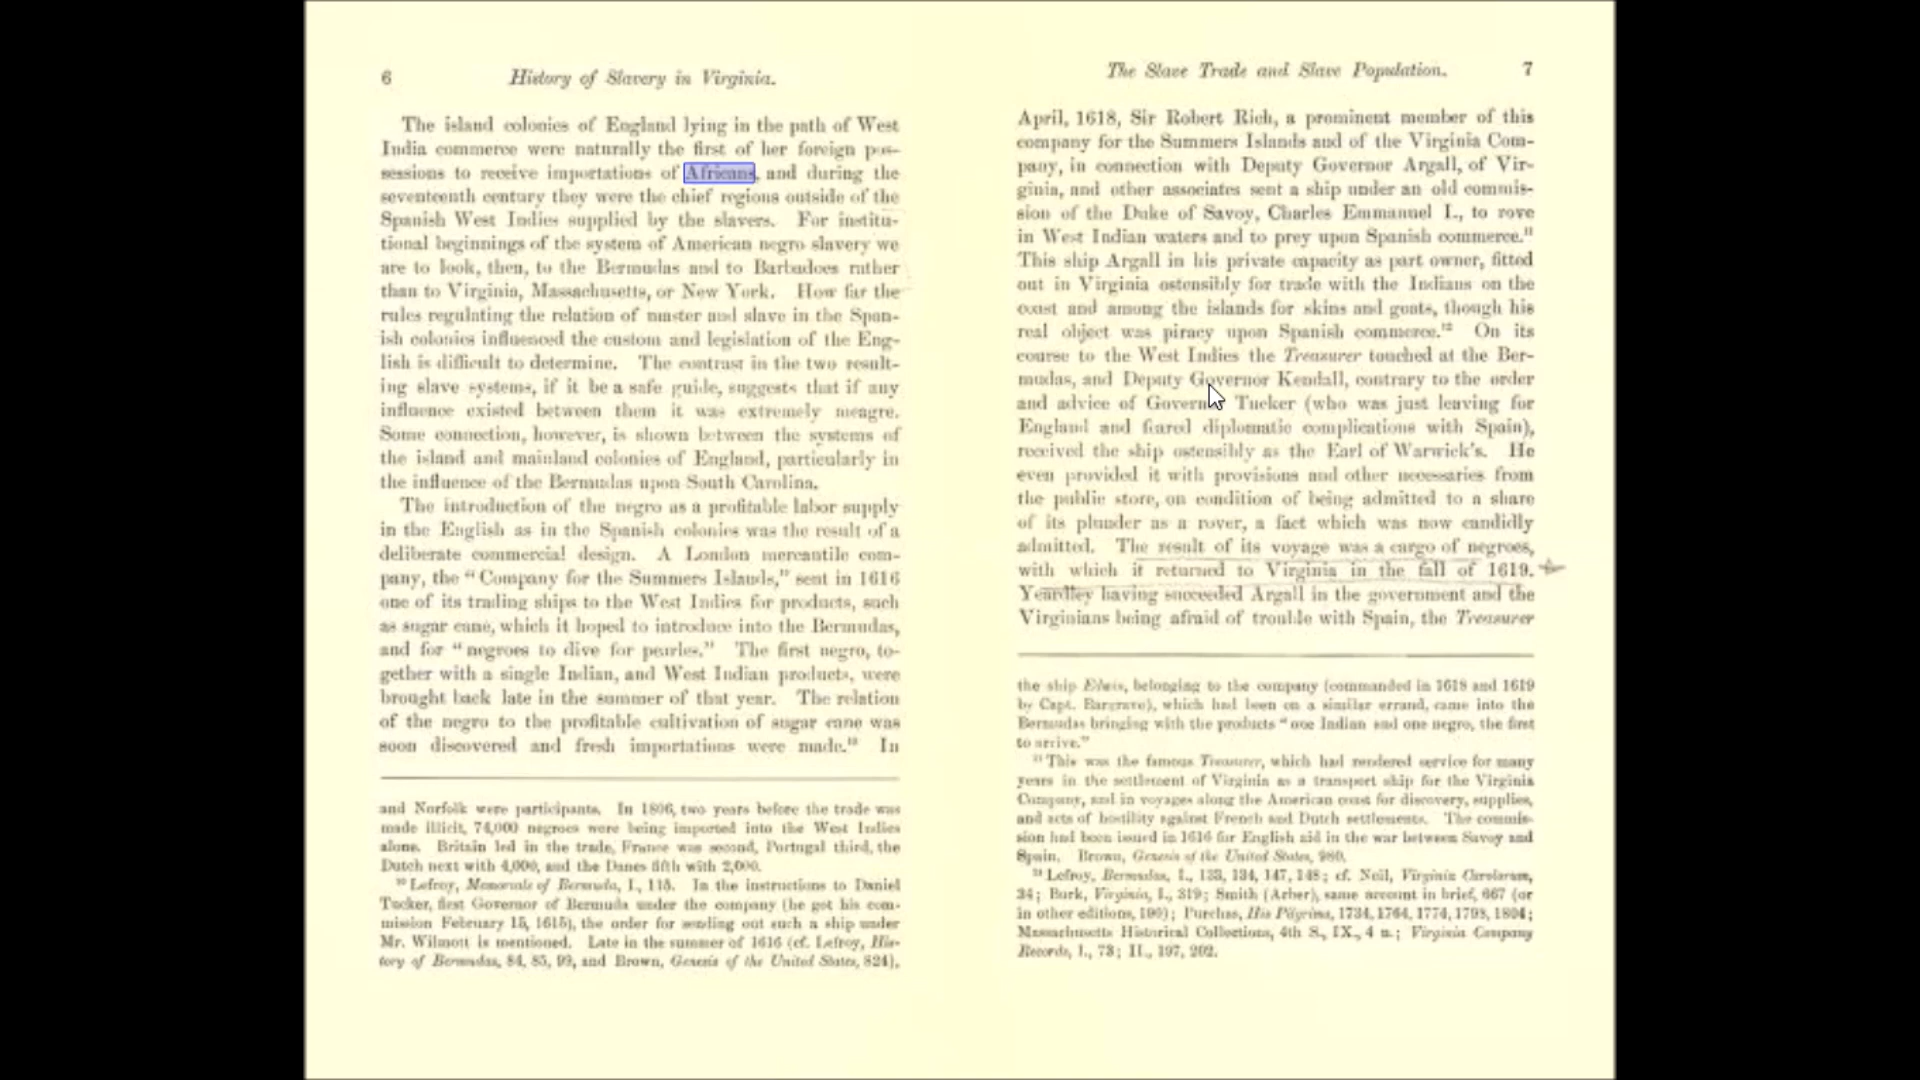 6 History of Slavery in Virginia.
The island colonies of England lying in the path of West
India commerce were naturally the first of her foreign pos-
sessions to receive importations of Africans, and during the
seventeenth century they were the chief regions outside of the
Spanish West Indies supplied by the slavers. For institu-
tional beginnings of the system of American negro slavery we
are to look, then, to the Bermudas and to Barbadoes rather
than to Virginia, Massachusetts, or New York. How far the
rules regulating the relation of master and slave in the Span-
ish colonies influenced the custom and legislation of the Eng-
lish is difficult to determine. The contrast in the two result-
ing slave systems, if it be a safe guide, suggests that if any
influence existed between them it was extremely meagre.
Some connection, however, is shown between the systems of
the island and mainland colonies of England, particularly in
the influence of the Bermudas upon South Carolina.
The introduction of the negro as a profitable labor supply
in the English as in the Spanish colonies was the result of a
deliberate commercial design. A London mercantile com-
pany, the "Company for the Summers Islands," sent in 1616
one of its trading ships to the West Indies for products, such
as sugar cane, which it hoped to introduce into the Bermudas,
and for "negroes to dive for pearles." The first negro, to-
gether with a single Indian, and West Indian products, were
brought back late in the summer of that year. The relation
of the negro to the profitable cultivation of sugar cane was
soon discovered and fresh importations were made.¹⁰ In
and Norfolk were participants. In 1806, two years before the trade was
made illicit, 74,000 negroes were being imported into the West Indies
alone. Britain led in the trade, France was second, Portugal third, the
Dutch next with 4,000, and the Danes fifth with 2,000.
¹⁰ Lefroy, Memorials of Bermuda, I., 115. In the instructions to Daniel
Tucker, first Governor of Bermuda under the company (he got his com-
mission February 15, 1615), the order for sending out such a ship under
Mr. Wilmott is mentioned. Late in the summer of 1616 (cf. Lefroy, His-
tory of Bermudas, 84, 85, 99, and Brown, Genesis of the United States, 824),
The Slave Trade and Slave Population. 7
April, 1618, Sir Robert Rich, a prominent member of this
company for the Summers Islands and of the Virginia Com-
pany, in connection with Deputy Governor Argall, of Vir-
ginia, and other associates sent a ship under an old commis-
sion of the Duke of Savoy, Charles Emmanuel I., to rove
in West Indian waters and to prey upon Spanish commerce.¹¹
This ship Argall in his private capacity as part owner, fitted
out in Virginia ostensibly for trade with the Indians on the
coast and among the islands for skins and goats, though his
real object was piracy upon Spanish commerce.¹² On its
course to the West Indies the Treasurer touched at the Ber-
mudas, and Deputy Governor Kendall, contrary to the order
and advice of Governor Tucker (who was just leaving for
England and feared diplomatic complications with Spain),
received the ship ostensibly as the Earl of Warwick's. He
even provided it with provisions and other necessaries from
the public store, on condition of being admitted to a share
of its plunder as a rover, a fact which was now candidly
admitted. The result of its voyage was a cargo of negroes,
with which it returned to Virginia in the fall of 1619.
Yeardley having succeeded Argall in the government and the
Virginians being afraid of trouble with Spain, the Treasurer
the ship Edwin, belonging to the company (commanded in 1618 and 1619
by Capt. Bargrave), which had been on a similar errand, came into the
Bermudas bringing with the products "one Indian and one negro, the first
to arrive."
¹¹ This was the famous Treasurer, which had rendered service for many
years in the settlement of Virginia as a transport ship for the Virginia
Company, and in voyages along the American coast for discovery, supplies,
and acts of hostility against French and Dutch settlements. The commis-
sion had been issued in 1616 for English aid in the war between Savoy and
Spain. Brown, Genesis of the United States, 980.
¹² Lefroy, Bermudas, I., 133, 134, 147, 148; cf. Neil, Virginia Carolorum,
34; Burk, Virginia, I., 319; Smith (Arber), same account in brief, 667 (or
in other editions, 190); Purchas, His Pilgrims, 1734, 1764, 1774, 1793, 1804;
Massachusetts Historical Collections, 4th S., IX., 4 n.; Virginia Company
Records, I., 73; II., 197, 202.